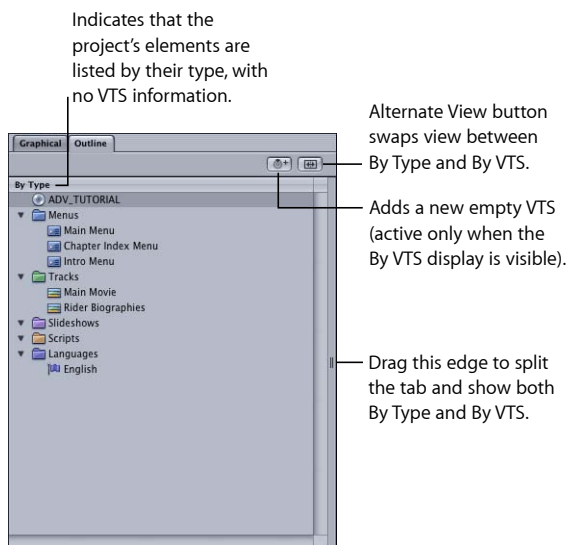 Indicates that the
project's elements are
listed by their type, with
no VTS information.
Alternate View button
swaps view between
By Type and By VTS.
Adds a new empty VTS
(active only when the
By VTS display is visible).
Drag this edge to split
the tab and show both
By Type and By VTS.
Graphical Outline
By Type
ADV_TUTORIAL
Menus
Main Menu
Chapter Index Menu
Intro Menu
Tracks
Main Movie
Rider Biographies
Slideshows
Scripts
Languages
English